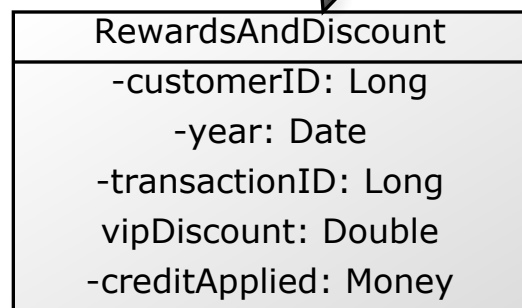 RewardsAndDiscount
-customerID: Long
-year: Date
-transactionID: Long
vipDiscount: Double
-creditApplied: Money